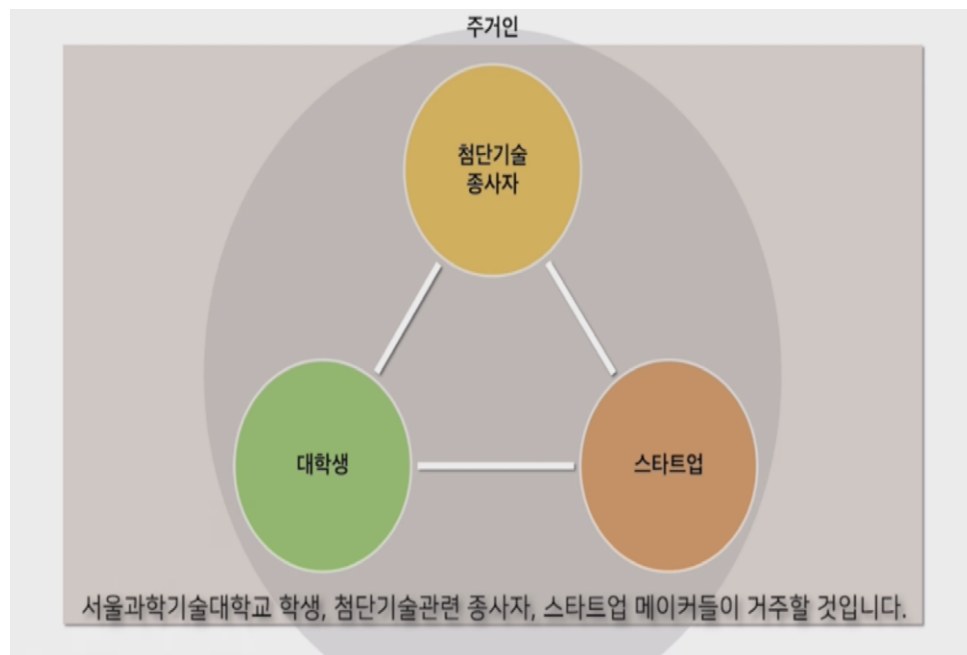 주거인
첨단기술
종사자
대학생
스타트업
서울과학기술대학교 학생, 첨단기술관련 종사자, 스타트업 메이커들이 거주할 것입니다.